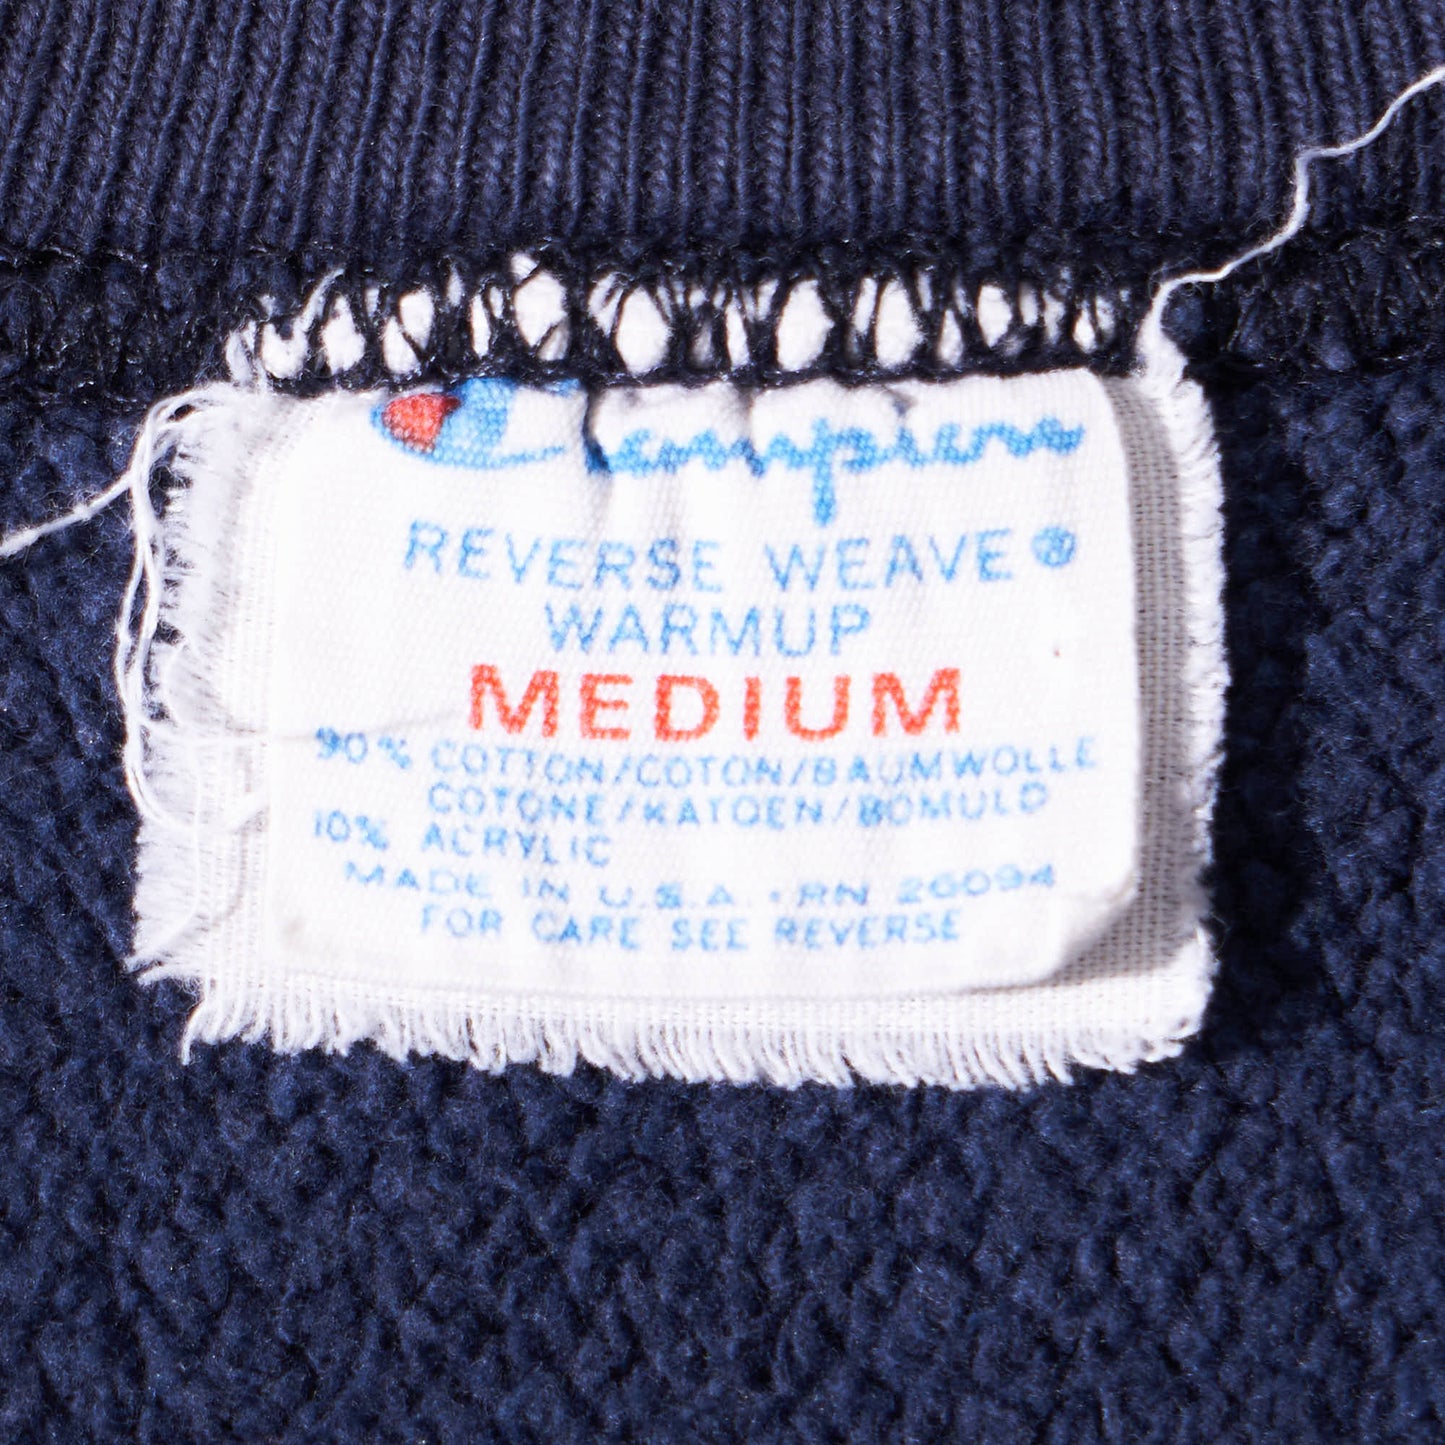 Champion
REVERSE WEAVE ®
WARMUP
MEDIUM
90% COTTON/COTON/BAUMWOLLE
COTONE/KATOEN/BOMULD
10% ACRYLIC
MADE IN U.S.A. • RN 26094
FOR CARE SEE REVERSE